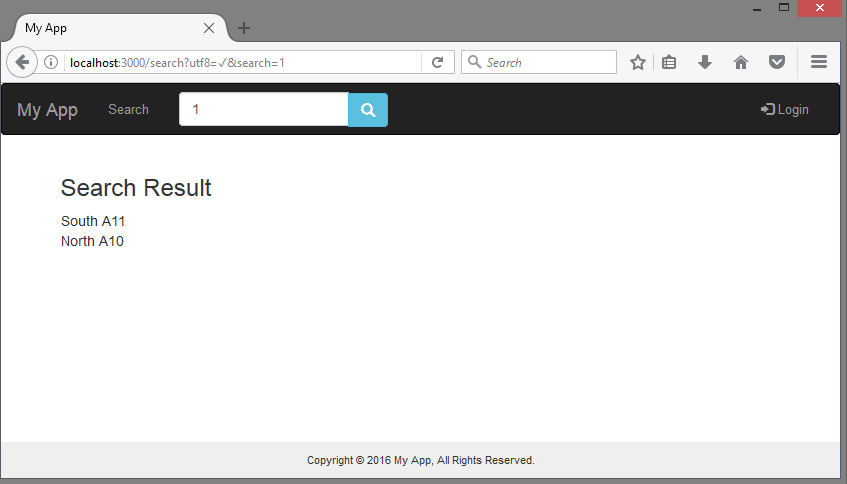 My App
localhost:3000/search?utf8=✓&search=1
Search
My App Search 1 Login
Search Result
South A11
North A10
Copyright © 2016 My App, All Rights Reserved.